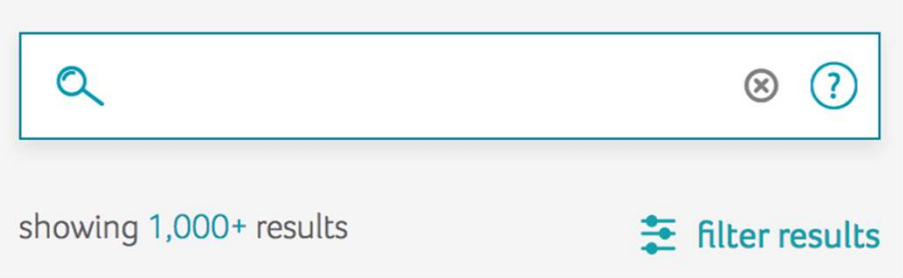 ?
showing 1,000+ results
filter results